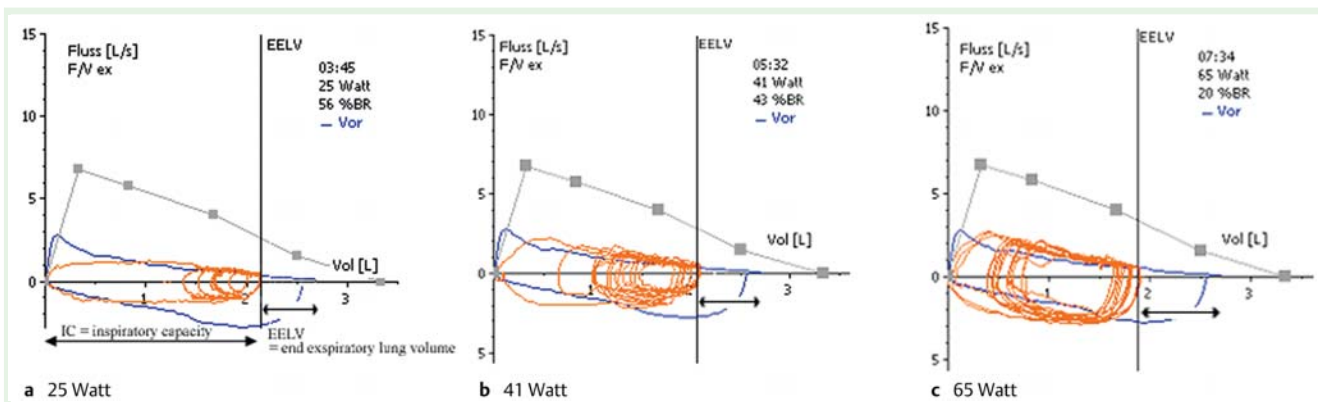 15
Fluss [L/s]
F/V ex
EELV
03:45
25 Watt
56 %BR
— Vor
10
5
Vol [L]
0
1
2
3
IC = inspiratory capacity
EELV
= end exspiratory lung volume
a 25 Watt
15
Fluss [L/s]
F/V ex
EELV
05:32
41 Watt
43 %BR
— Vor
10
5
Vol [L]
0
1
2
3
5
b 41 Watt
15
Fluss [L/s]
F/V ex
EELV
07:34
65 Watt
20 %BR
— Vor
10
5
Vol [L]
0
1
2
3
5
c 65 Watt